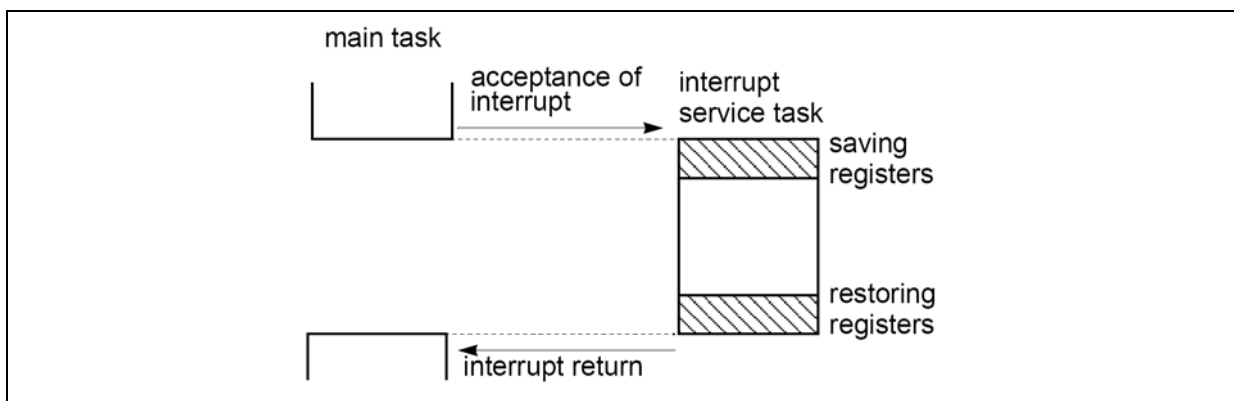 main task
acceptance of
interrupt
interrupt
service task
saving
registers
restoring
registers
interrupt return